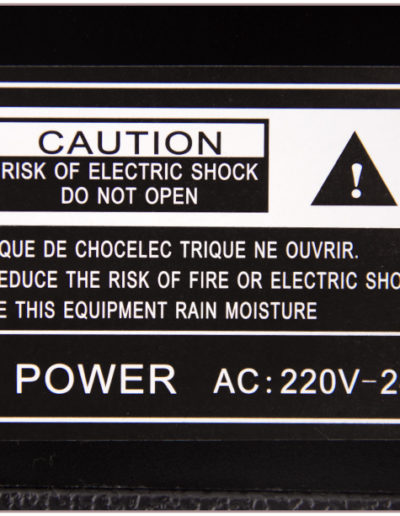 CAUTION
RISK OF ELECTRIC SHOCK
DO NOT OPEN
!
QUE DE CHOCELEC TRIQUE NE OUVRIR.
EDUCE THE RISK OF FIRE OR ELECTRIC SHO
E THIS EQUIPMENT RAIN MOISTURE
POWER AC:220V-2